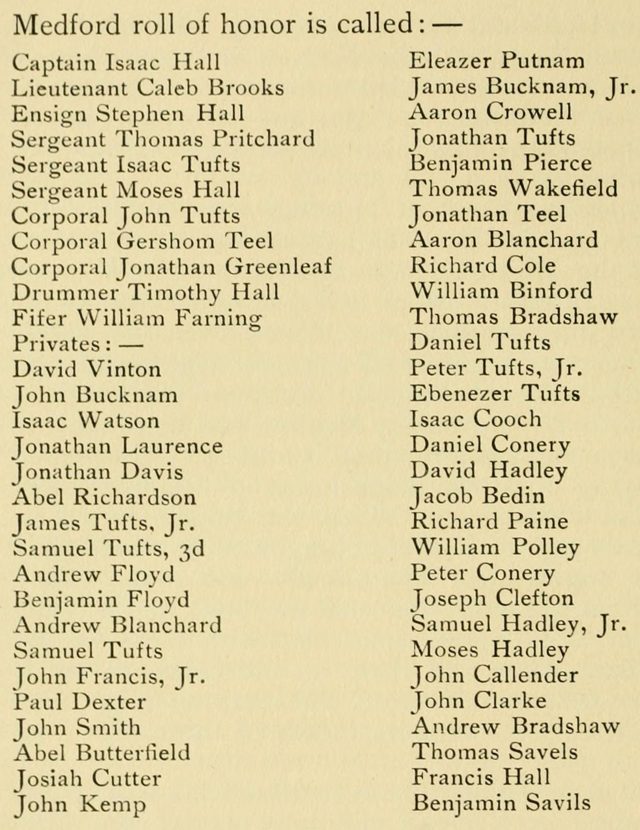 Medford roll of honor is called: —
Captain Isaac Hall
Lieutenant Caleb Brooks
Ensign Stephen Hall
Sergeant Thomas Pritchard
Sergeant Isaac Tufts
Sergeant Moses Hall
Corporal John Tufts
Corporal Gershom Teel
Corporal Jonathan Greenleaf
Drummer Timothy Hall
Fifer William Farning
Privates: —
David Vinton
John Bucknam
Isaac Watson
Jonathan Laurence
Jonathan Davis
Abel Richardson
James Tufts, Jr.
Samuel Tufts, 3d
Andrew Floyd
Benjamin Floyd
Andrew Blanchard
Samuel Tufts
John Francis, Jr.
Paul Dexter
John Smith
Abel Butterfield
Josiah Cutter
John Kemp
Eleazer Putnam
James Bucknam, Jr.
Aaron Crowell
Jonathan Tufts
Benjamin Pierce
Thomas Wakefield
Jonathan Teel
Aaron Blanchard
Richard Cole
William Binford
Thomas Bradshaw
Daniel Tufts
Peter Tufts, Jr.
Ebenezer Tufts
Isaac Cooch
Daniel Conery
David Hadley
Jacob Bedin
Richard Paine
William Polley
Peter Conery
Joseph Clefton
Samuel Hadley, Jr.
Moses Hadley
John Callender
John Clarke
Andrew Bradshaw
Thomas Savels
Francis Hall
Benjamin Savils